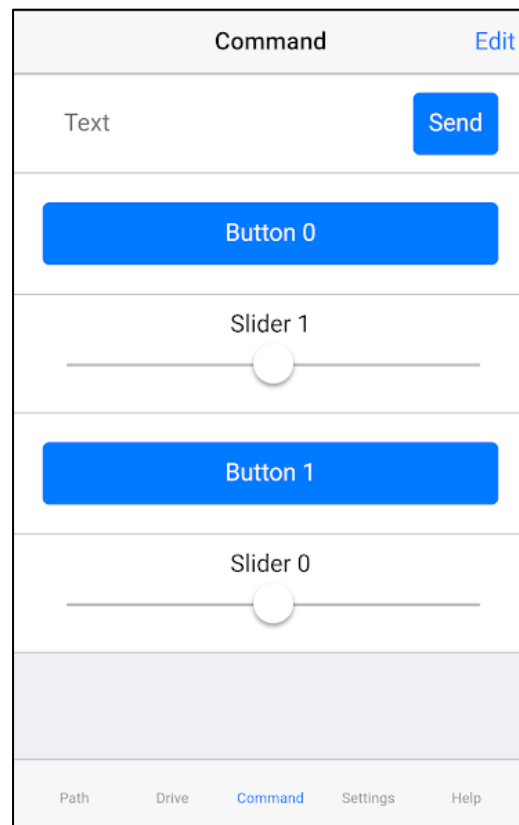 Command Edit
Text Send
Button 0
Slider 1
Button 1
Slider 0
Path Drive Command Settings Help